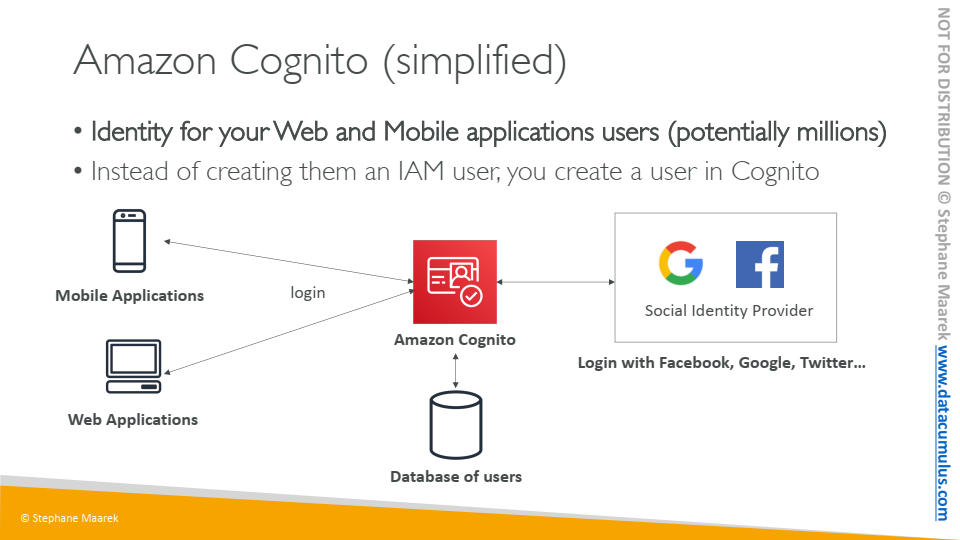 Amazon Cognito (simplified)
• Identity for your Web and Mobile applications users (potentially millions)
• Instead of creating them an IAM user, you create a user in Cognito
Mobile Applications
login
Web Applications
Amazon Cognito
Database of users
Social Identity Provider
Login with Facebook, Google, Twitter…
© Stephane Maarek
NOT FOR DISTRIBUTION © Stephane Maarek www.datacumulus.com